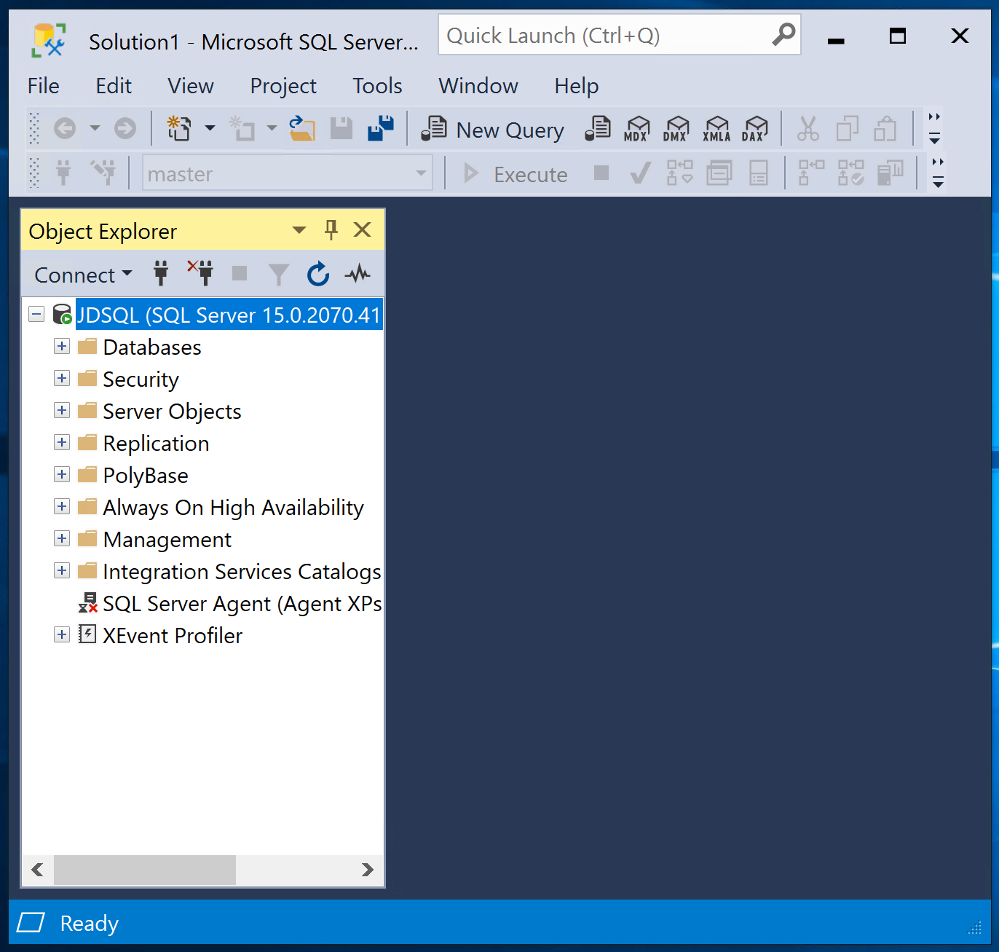 Solution1 - Microsoft SQL Server...
Quick Launch (Ctrl+Q)
File Edit View Project Tools Window Help
New Query MDX DMX XMLA DAX
master Execute
Object Explorer
Connect
JDSQL (SQL Server 15.0.2070.41
Databases
Security
Server Objects
Replication
PolyBase
Always On High Availability
Management
Integration Services Catalogs
SQL Server Agent (Agent XPs
XEvent Profiler
Ready